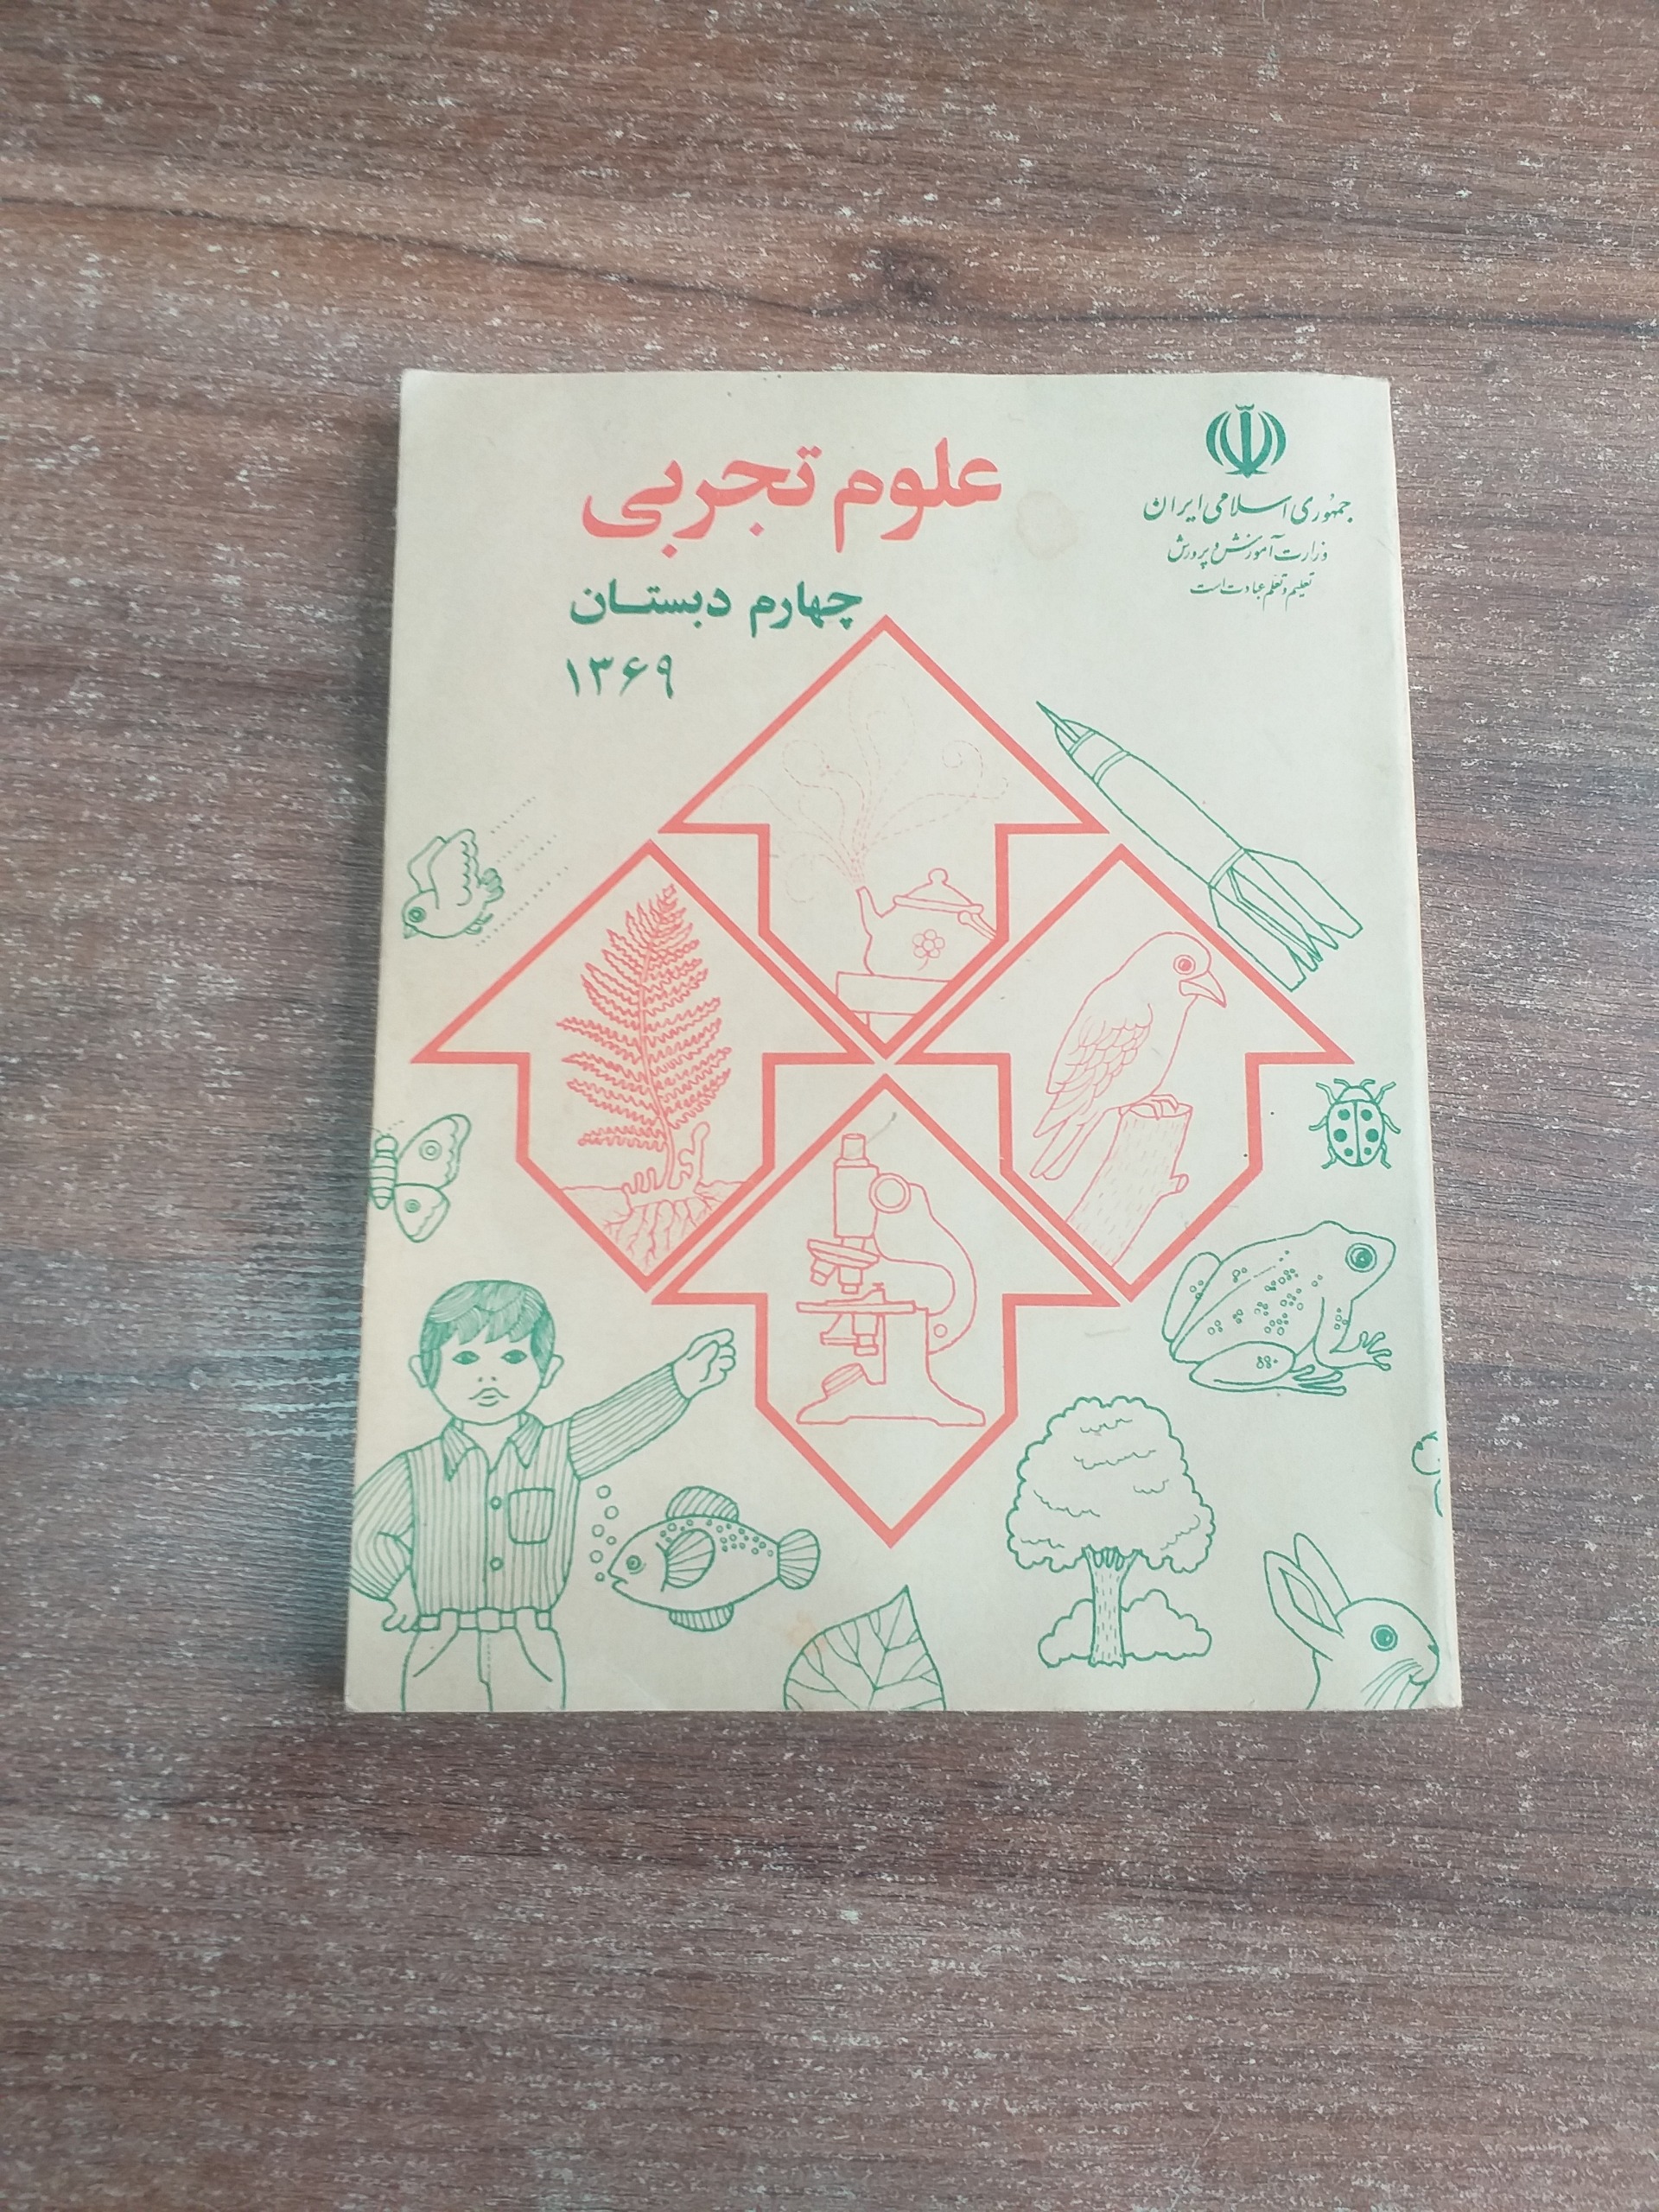 جمهوری اسلامی ایران
وزارت آموزش و پرورش
تعلیم و تعلم عبادت است
علوم تجربی
چهارم دبستان
۱۳۶۹